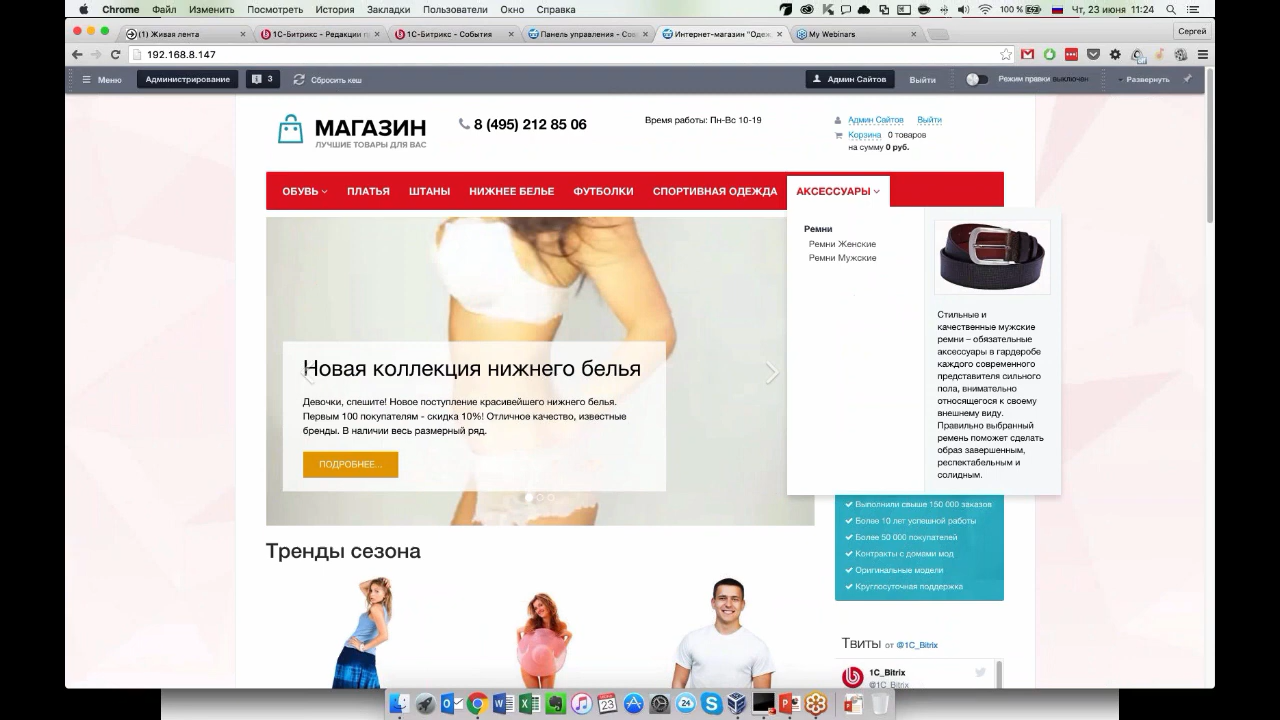 Chrome Файл Изменить Посмотреть История Закладки Пользователи Окно Справка 100 % Чт, 23 июня 11:24
(1) Живая лента
1С-Битрикс - Редакции п
1С-Битрикс - События
Панель управления - Сов
Интернет-магазин "Одеж
My Webinars
Сергей
192.168.8.147
Меню Администрирование 3 Сбросить кеш Админ Сайтов Выйти Режим правки выключен Развернуть
МАГАЗИН
ЛУЧШИЕ ТОВАРЫ ДЛЯ ВАС
8 (495) 212 85 06
Время работы: Пн-Вс 10-19
Админ Сайтов Выйти
Корзина 0 товаров
на сумму 0 руб.
ОБУВЬ ПЛАТЬЯ ШТАНЫ НИЖНЕЕ БЕЛЬЕ ФУТБОЛКИ СПОРТИВНАЯ ОДЕЖДА АКСЕССУАРЫ
Ремни
Ремни Женские
Ремни Мужские
Стильные и
качественные мужские
ремни – обязательные
аксессуары в гардеробе
каждого современного
представителя сильного
пола, внимательно
относящегося к своему
внешнему виду.
Правильно выбранный
ремень поможет сделать
образ завершенным,
респектабельным и
солидным.
Новая коллекция нижнего белья
Девочки, спешите! Новое поступление красивейшего нижнего белья.
Первым 100 покупателям - скидка 10%! Отличное качество, известные
бренды. В наличии весь размерный ряд.
ПОДРОБНЕЕ...
Выполнили свыше 150 000 заказов
Более 10 лет успешной работы
Более 50 000 покупателей
Контракты с домами мод
Оригинальные модели
Круглосуточная поддержка
Тренды сезона
Твиты от @1C_Bitrix
1C_Bitrix
@1C_Bitrix
23
24